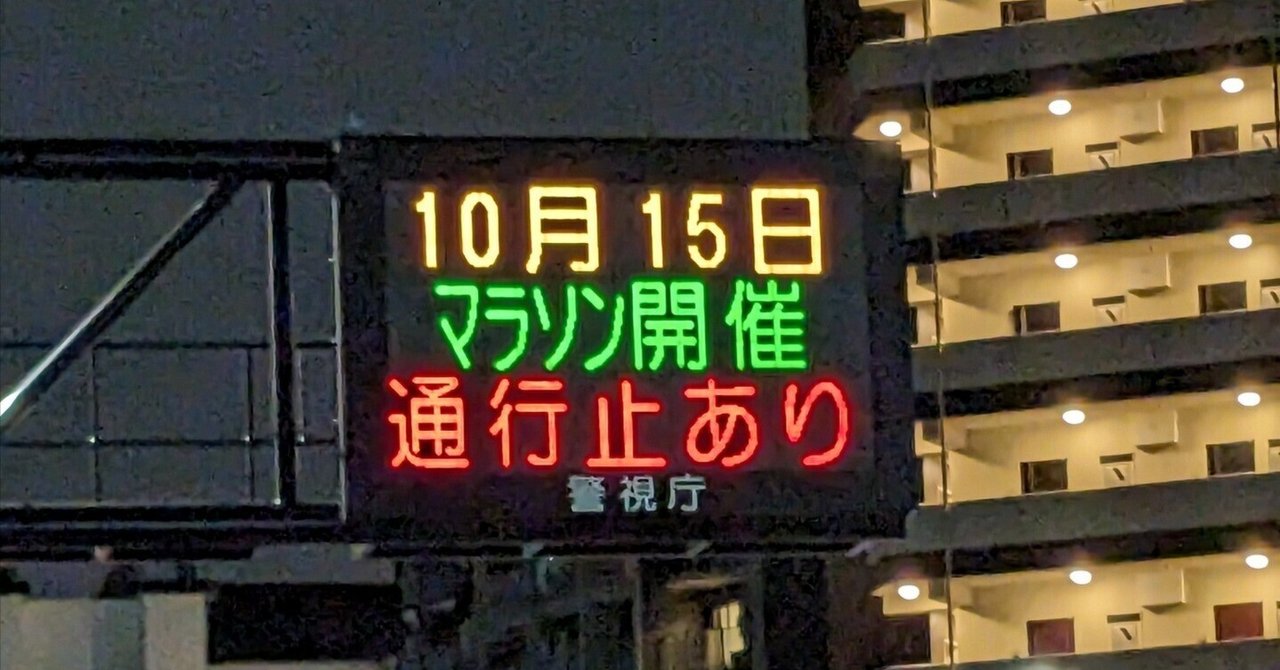 10月15日
マラソン開催
通行止あり
警視庁